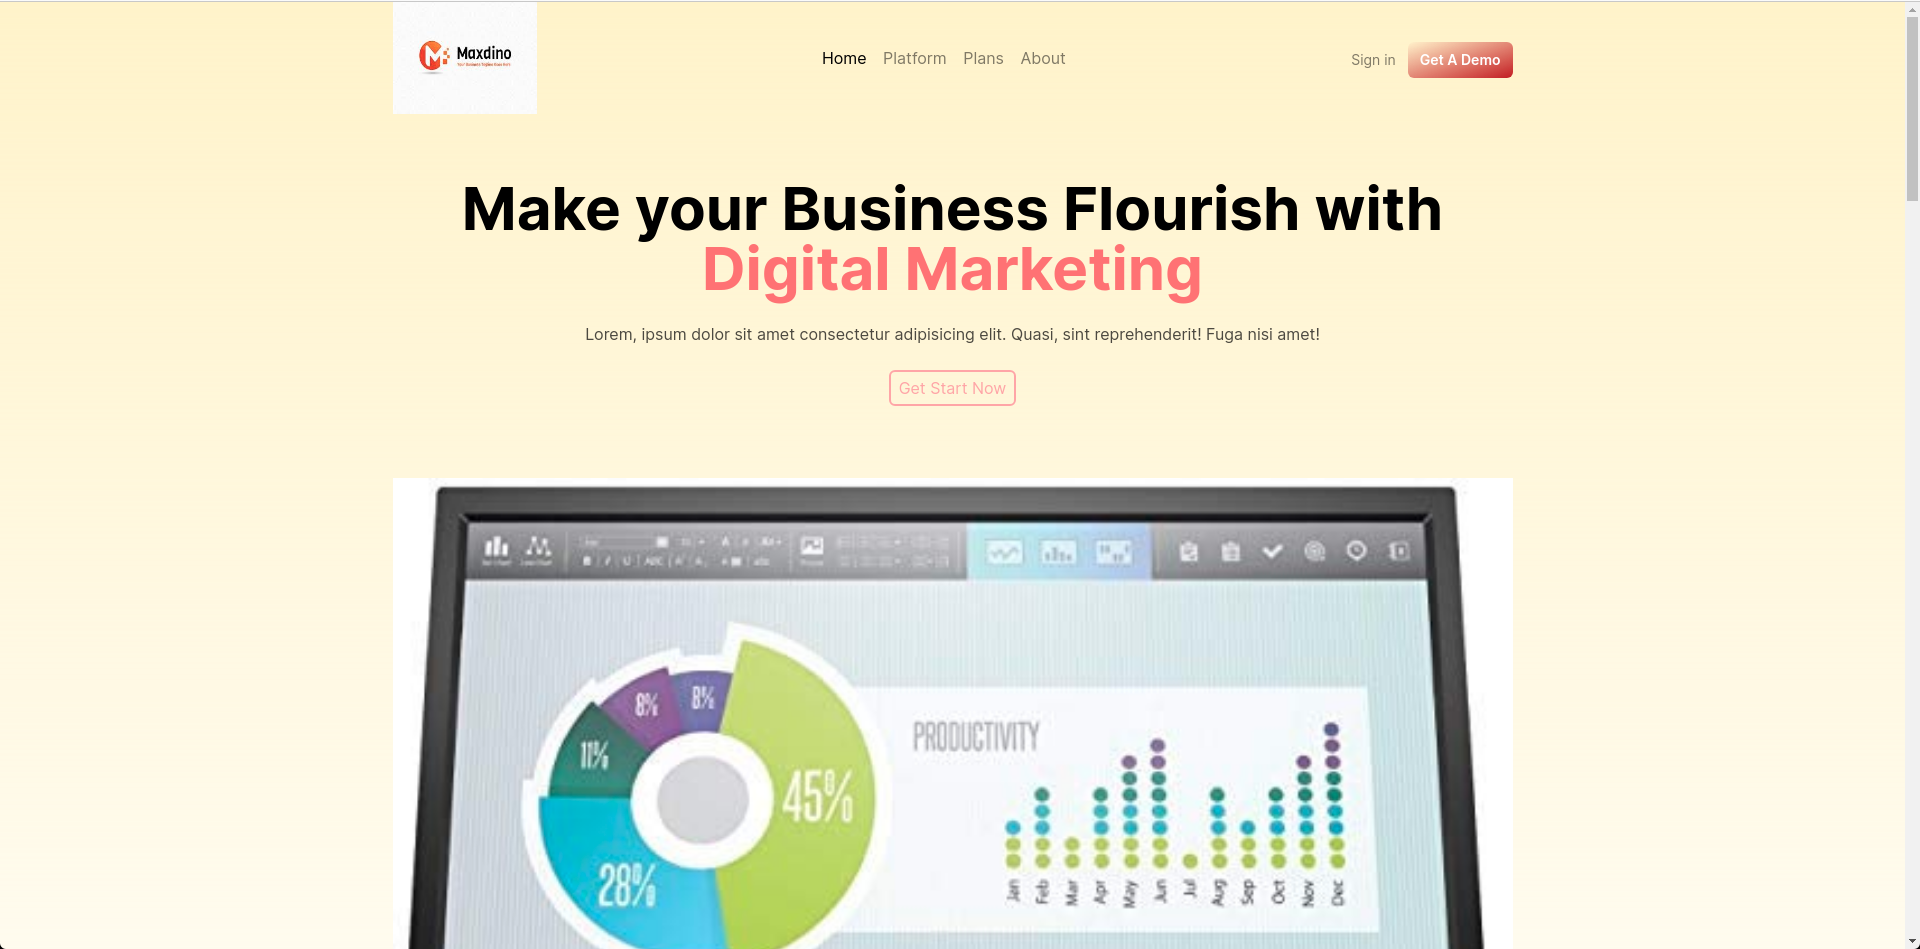 Maxdino
Home Platform Plans About
Sign in Get A Demo
Make your Business Flourish with
Digital Marketing
Lorem, ipsum dolor sit amet consectetur adipisicing elit. Quasi, sint reprehenderit! Fuga nisi amet!
Get Start Now
B I U ABC
8% 8%
11%
45%
28%
PRODUCTIVITY
Jan Feb Mar Apr May Jun Jul Aug Sep Oct Nov Dec